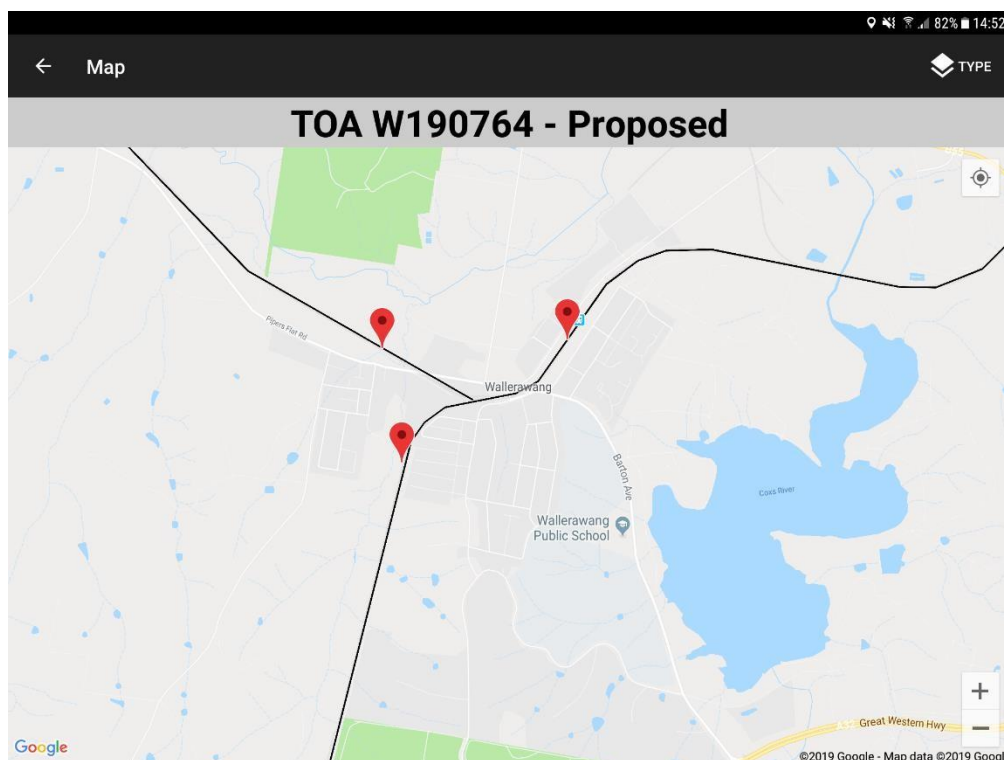 82% 14:52
Map
TYPE
TOA W190764 - Proposed
Pipers Flat Rd
Wallerawang
Barton Ave
Coxs River
Wallerawang
Public School
Great Western Hwy
Google
©2019 Google - Map data ©2019 Googl